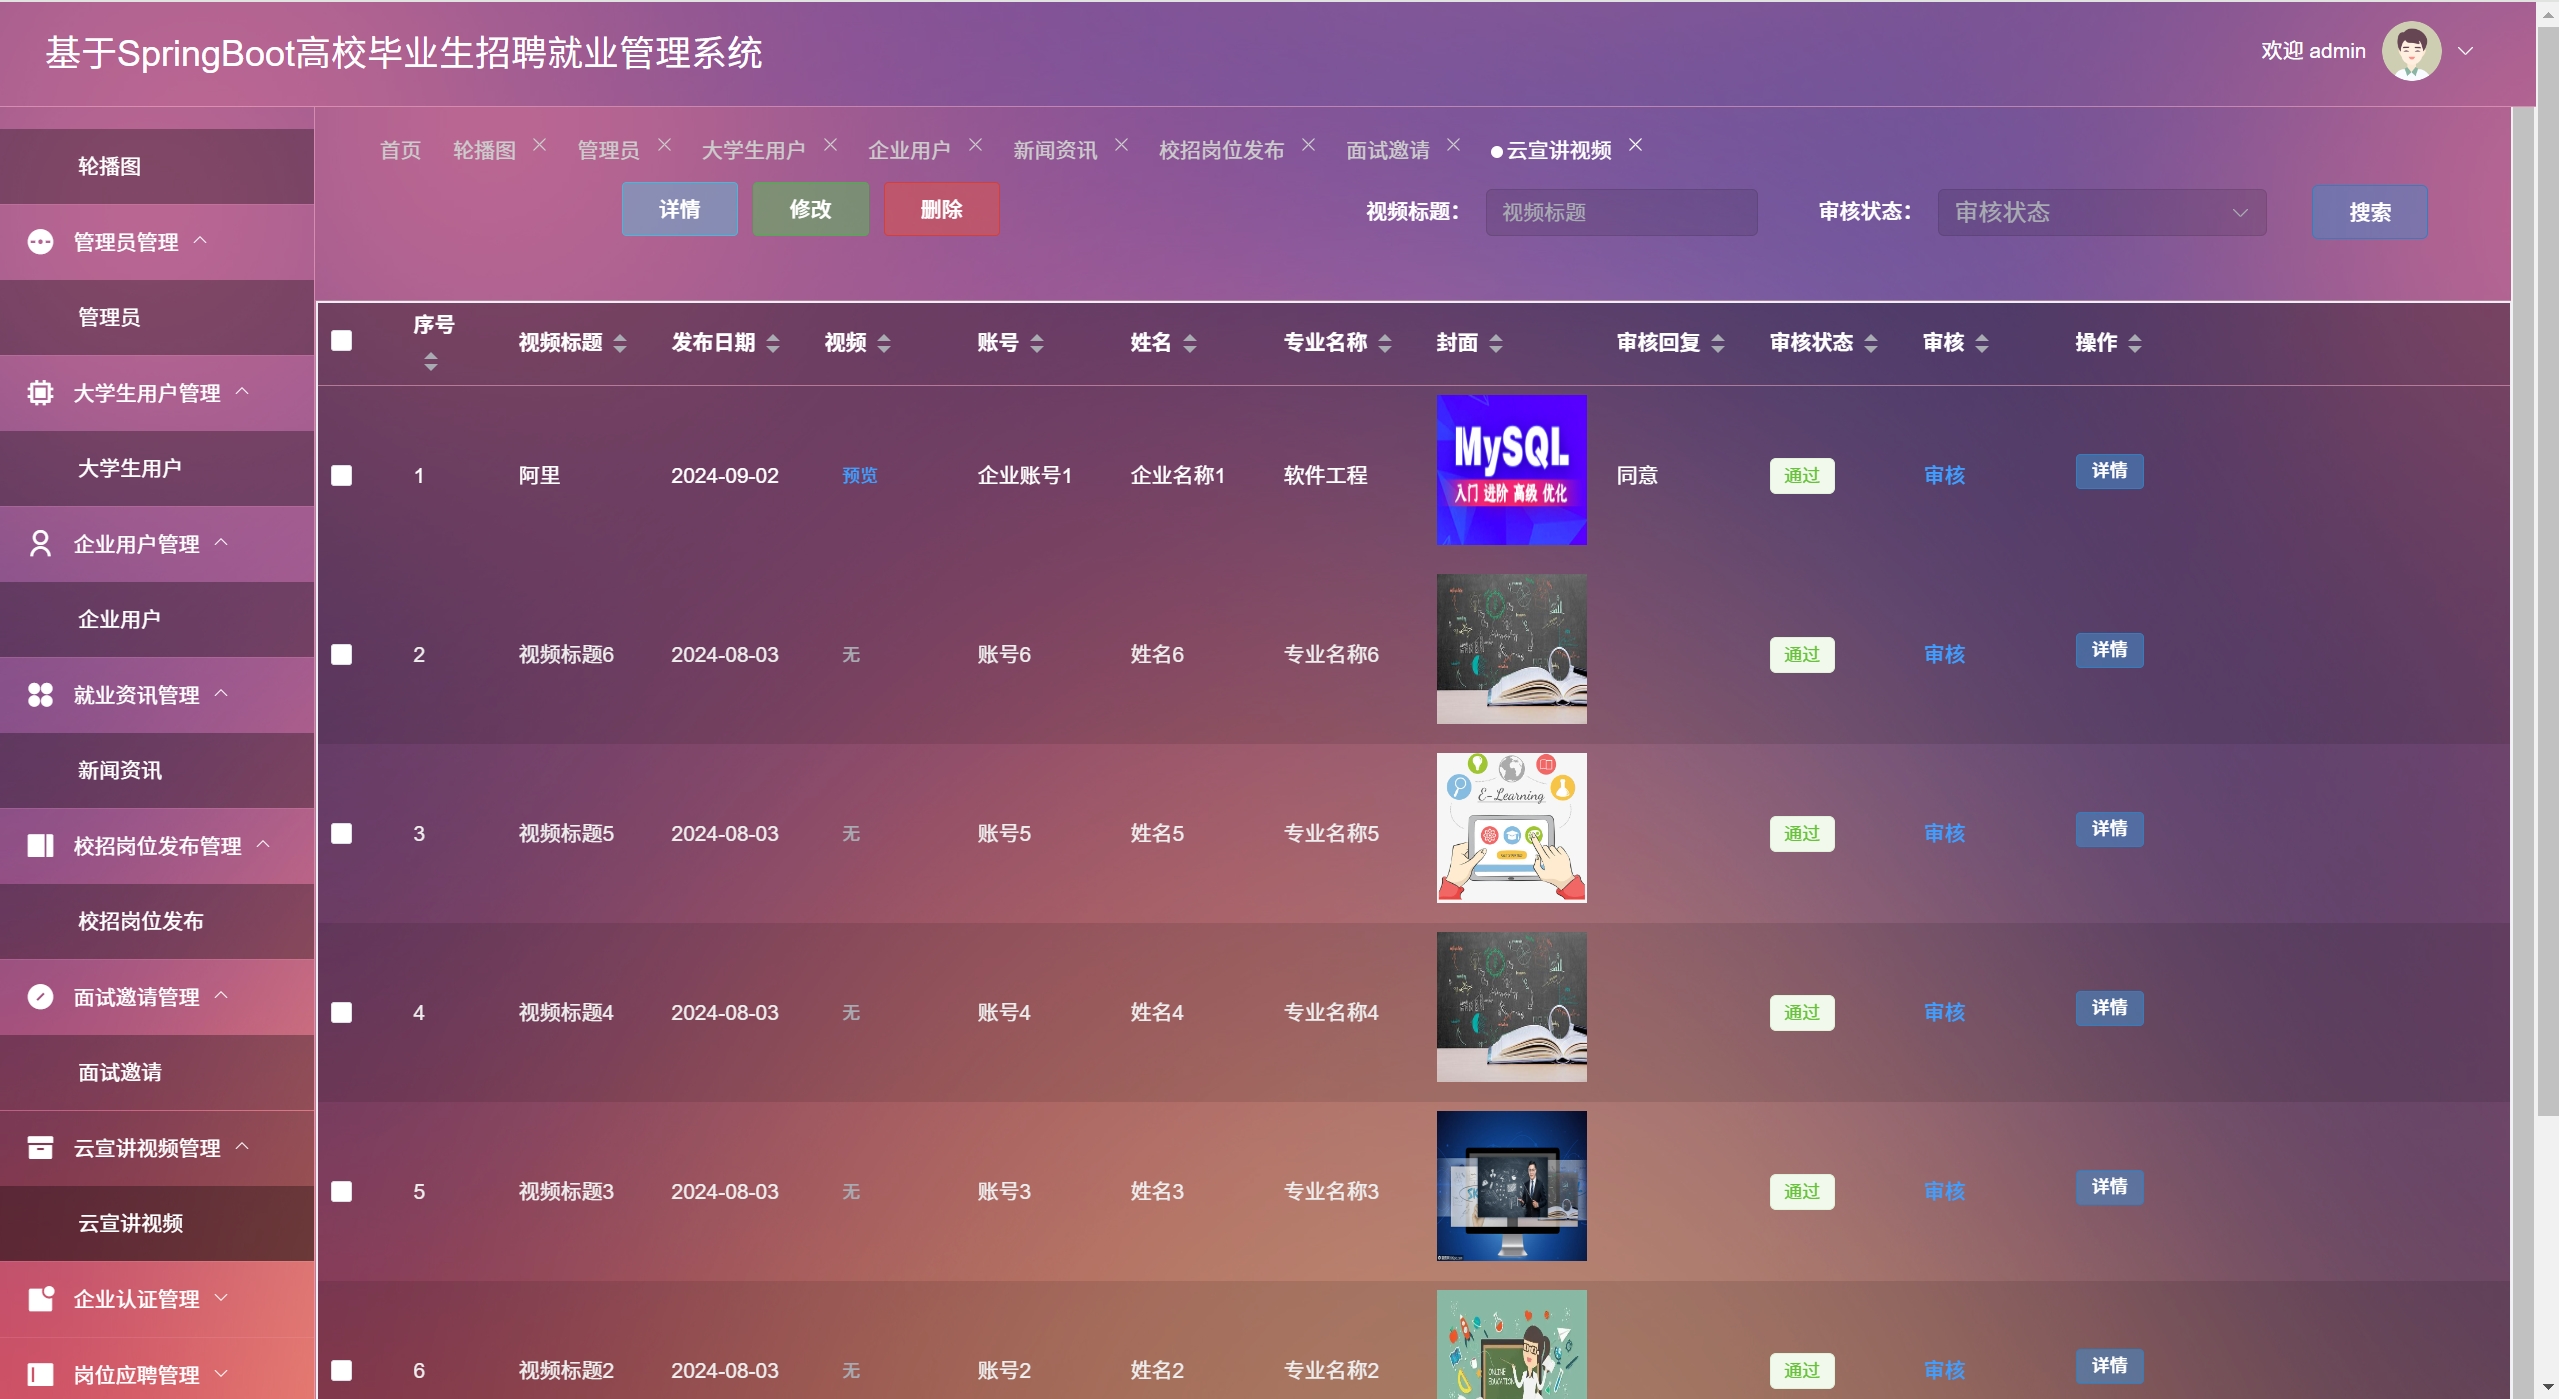 基于SpringBoot高校毕业生招聘就业管理系统
欢迎 admin
首页 轮播图 管理员 大学生用户 企业用户 新闻资讯 校招岗位发布 面试邀请 云宣讲视频
轮播图
管理员管理
管理员
大学生用户管理
大学生用户
企业用户管理
企业用户
就业资讯管理
新闻资讯
校招岗位发布管理
校招岗位发布
面试邀请管理
面试邀请
云宣讲视频管理
云宣讲视频
企业认证管理
岗位应聘管理
详情 修改 删除 视频标题： 视频标题 审核状态： 审核状态 搜索
序号 视频标题 发布日期 视频 账号 姓名 专业名称 封面 审核回复 审核状态 审核 操作
1 阿里 2024-09-02 预览 企业账号1 企业名称1 软件工程 同意 通过 审核 详情
MySQL
入门 进阶 高级 优化
2 视频标题6 2024-08-03 无 账号6 姓名6 专业名称6 通过 审核 详情
3 视频标题5 2024-08-03 无 账号5 姓名5 专业名称5 通过 审核 详情
E-Learning
4 视频标题4 2024-08-03 无 账号4 姓名4 专业名称4 通过 审核 详情
5 视频标题3 2024-08-03 无 账号3 姓名3 专业名称3 通过 审核 详情
6 视频标题2 2024-08-03 无 账号2 姓名2 专业名称2 通过 审核 详情
ONLINE
EDUCATION